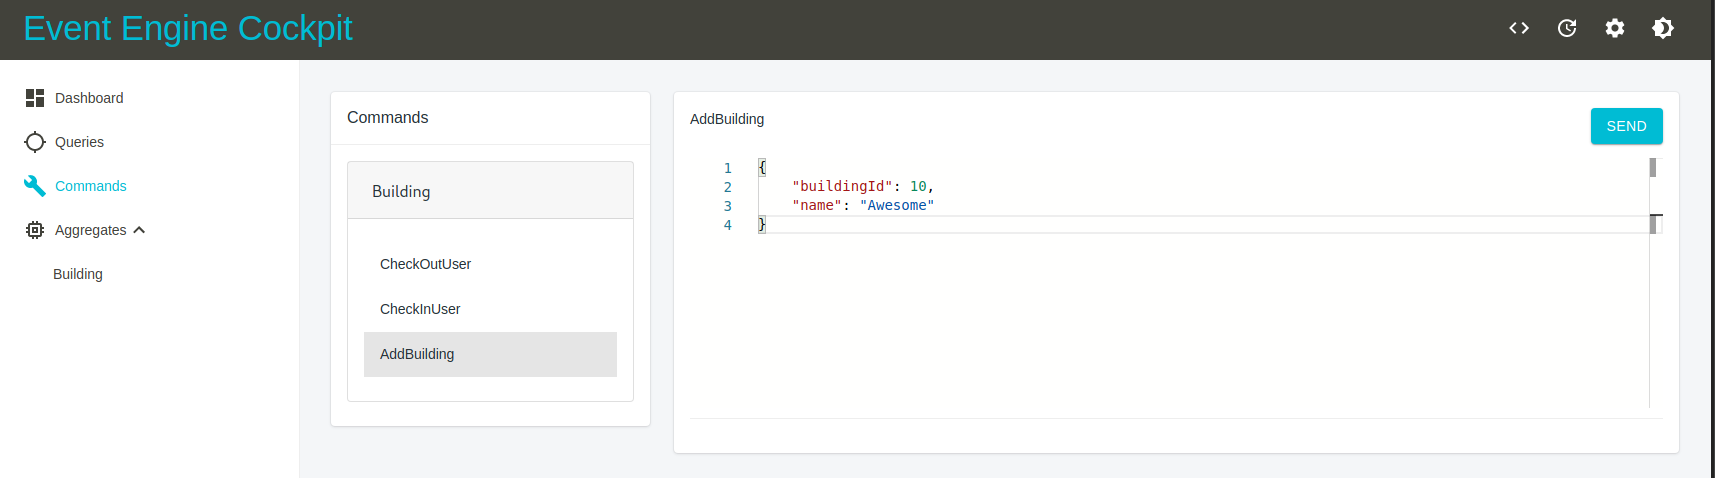 Event Engine Cockpit
Dashboard
Queries
Commands
Aggregates
Building
Commands
Building
CheckOutUser
CheckInUser
AddBuilding
AddBuilding
SEND
1 {
2 "buildingId": 10,
3 "name": "Awesome"
4 }